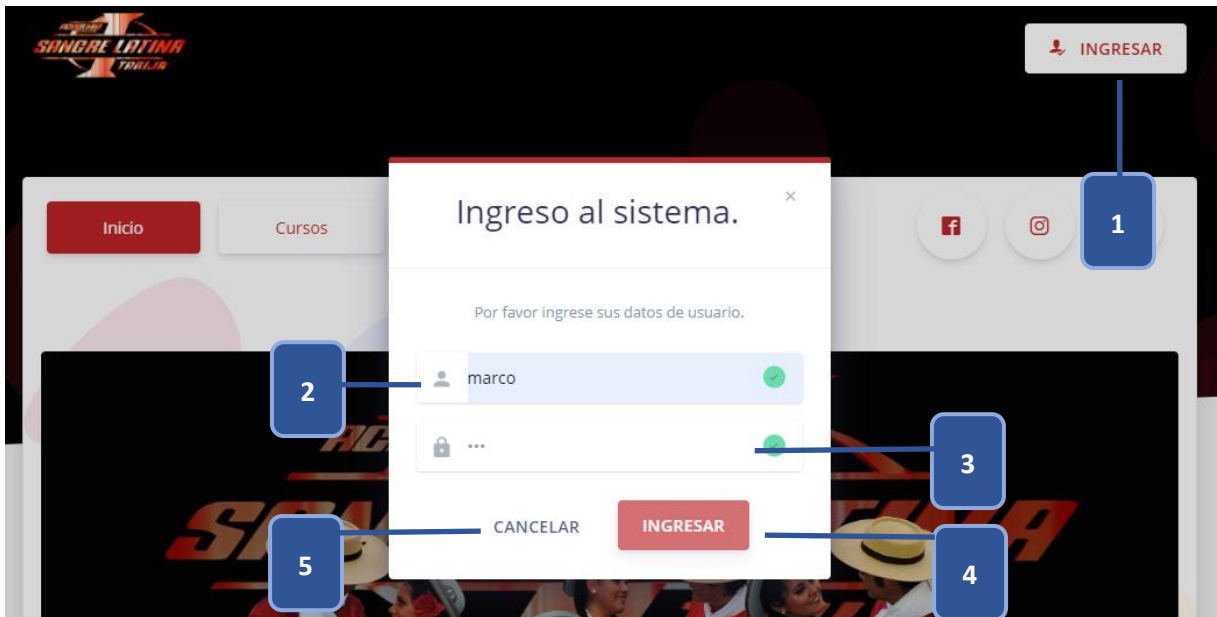 SANGRE LATINA
TARIJA
INGRESAR
1
Inicio
Cursos
Ingreso al sistema.
×
Por favor ingrese sus datos de usuario.
2
marco
•••
3
CANCELAR
INGRESAR
5
4